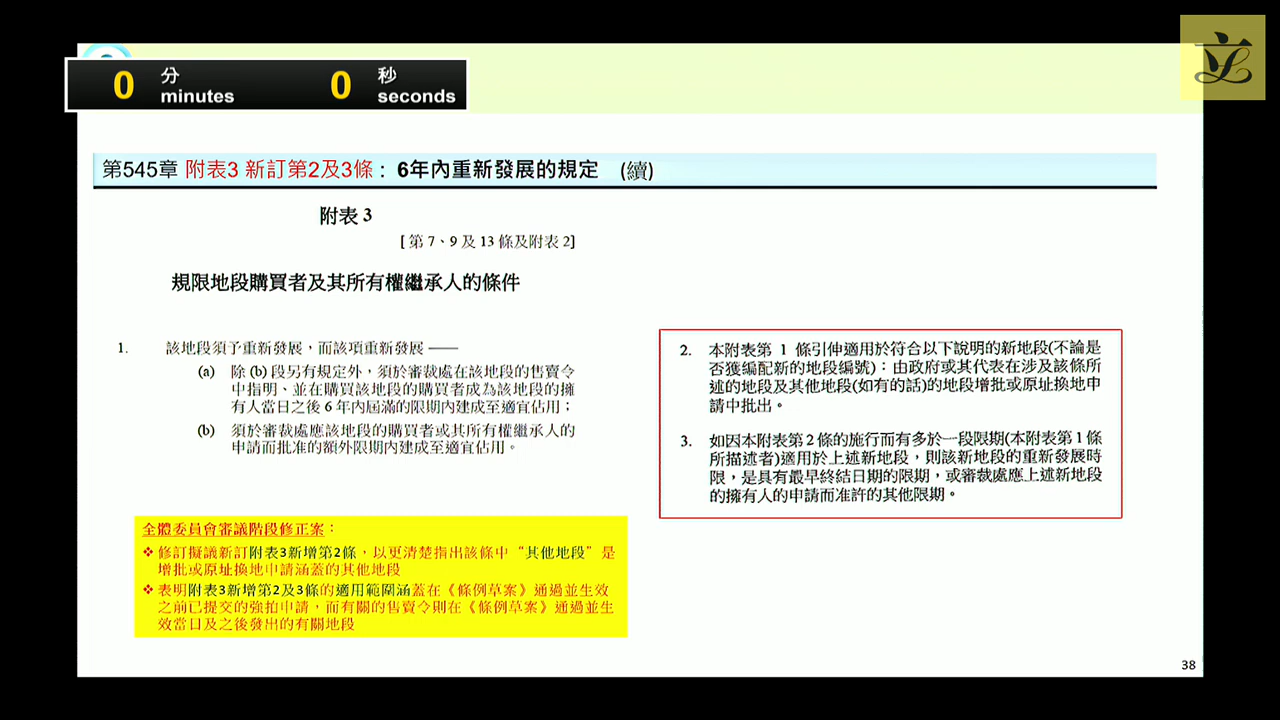 0 分 minutes 0 秒 seconds
第545章 附表3 新訂第2及3條 : 6年內重新發展的規定 (續)
附表 3
[ 第 7、9 及 13 條及附表 2]
規限地段購買者及其所有權繼承人的條件
1. 該地段須予重新發展，而該項重新發展 ——
(a) 除 (b) 段另有規定外，須於審裁處在該地段的售賣令
中指明、並在購買該地段的購買者成為該地段的擁
有人當日之後 6 年內屆滿的限期內建成至適宜佔用；
(b) 須於審裁處應該地段的購買者或其所有權繼承人的
申請而批准的額外限期內建成至適宜佔用。
2. 本附表第 1 條引伸適用於符合以下說明的新地段(不論是
否獲編配新的地段編號)：由政府或其代表在涉及該條所
述的地段及其他地段(如有的話)的地段增批或原址換地申
請中批出。
3. 如因本附表第 2 條的施行而有多於一段限期(本附表第 1 條
所描述者)適用於上述新地段，則該新地段的重新發展時
限，是具有最早終結日期的限期，或審裁處應上述新地段
的擁有人的申請而准許的其他限期。
全體委員會審議階段修正案：
❖ 修訂擬議新訂附表3新增第2條，以更清楚指出該條中“其他地段”是
增批或原址換地申請涵蓋的其他地段
❖ 表明附表3新增第2及3條的適用範圍涵蓋在《條例草案》通過並生效
之前已提交的強拍申請，而有關的售賣令則在《條例草案》通過並生
效當日及之後發出的有關地段
38